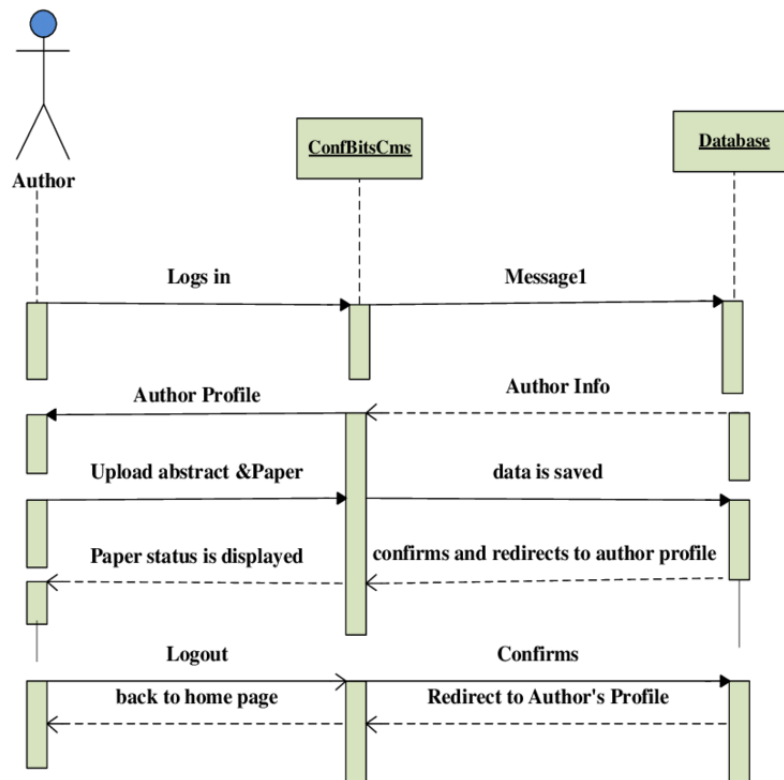 ConfBitsCms
Database
Author
Logs in
Message1
Author Profile
Author Info
Upload abstract &Paper
data is saved
Paper status is displayed
confirms and redirects to author profile
Logout
Confirms
back to home page
Redirect to Author's Profile